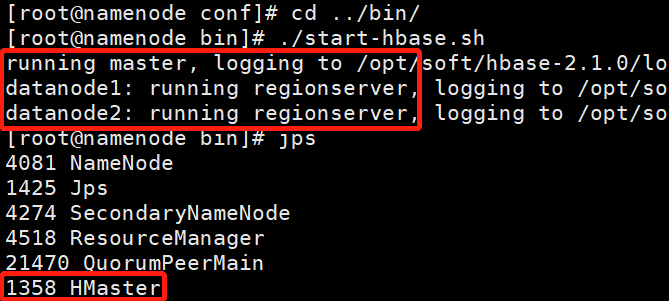 [root@namenode conf]# cd ../bin/
[root@namenode bin]# ./start-hbase.sh
running master, logging to /opt/soft/hbase-2.1.0/lo
datanode1: running regionserver, logging to /opt/so
datanode2: running regionserver, logging to /opt/so
[root@namenode bin]# jps
4081 NameNode
1425 Jps
4274 SecondaryNameNode
4518 ResourceManager
21470 QuorumPeerMain
1358 HMaster